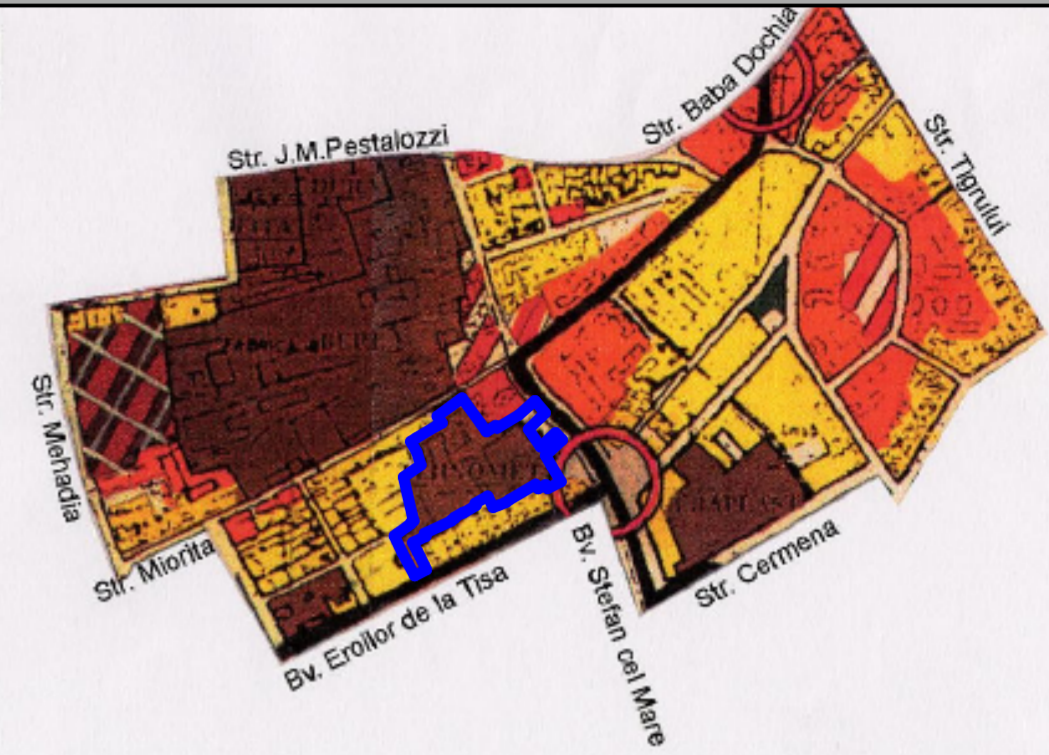 Str. Baba Dochia
Str. J.M.Pestalozzi
Str. Tigrului
Str. Mehadia
Str. Miorita
Bv. Eroilor de la Tisa
Bv. Stefan cel Mare
Str. Cermena